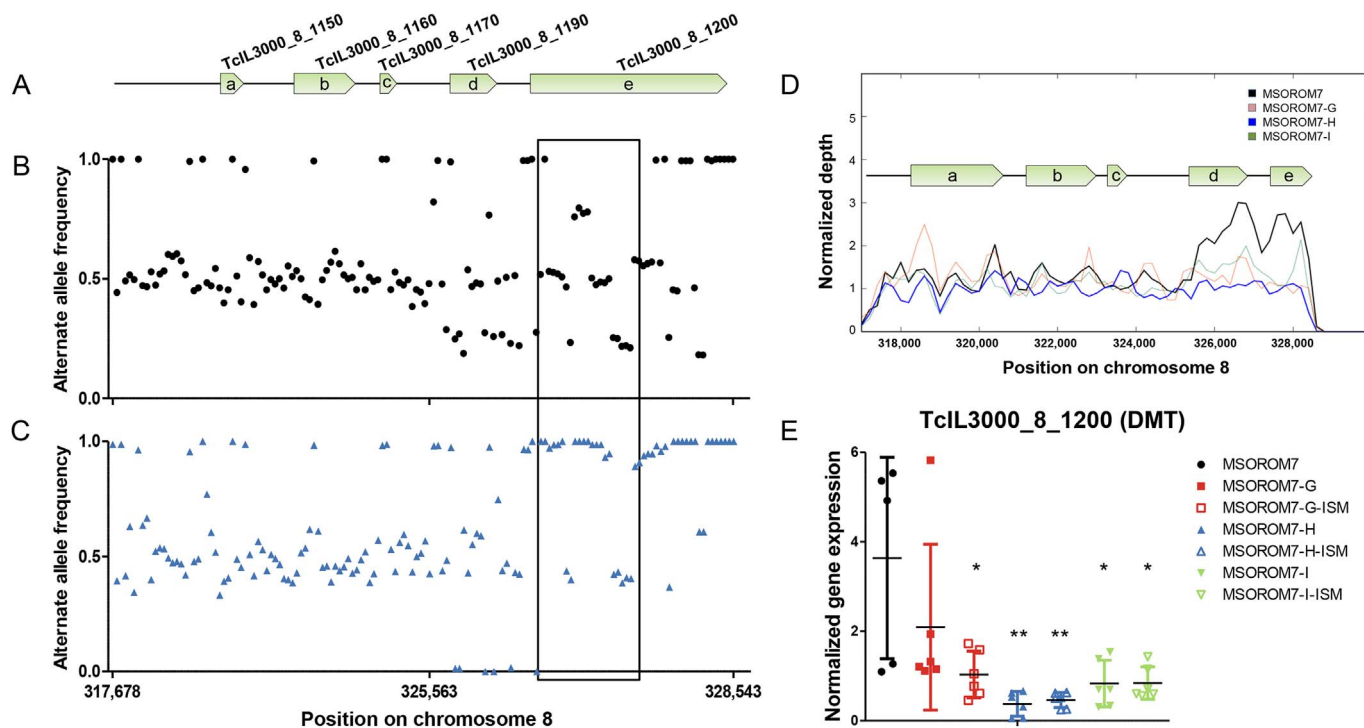 A
TcIL3000_8_1150
TcIL3000_8_1160
TcIL3000_8_1170
TcIL3000_8_1190
TcIL3000_8_1200
a
b
c
d
e
B
Alternate allele frequency
1.0
0.5
0.0
C
Alternate allele frequency
1.0
0.5
0.0
317,678
325,563
328,543
Position on chromosome 8
D
Normalized depth
5
4
3
2
1
0
MSOROM7
MSOROM7-G
MSOROM7-H
MSOROM7-I
a
b
c
d
e
318,000
320,000
322,000
324,000
326,000
328,000
Position on chromosome 8
E
TcIL3000_8_1200 (DMT)
Normalized gene expression
6
4
2
0
*
**
**
*
*
MSOROM7
MSOROM7-G
MSOROM7-G-ISM
MSOROM7-H
MSOROM7-H-ISM
MSOROM7-I
MSOROM7-I-ISM